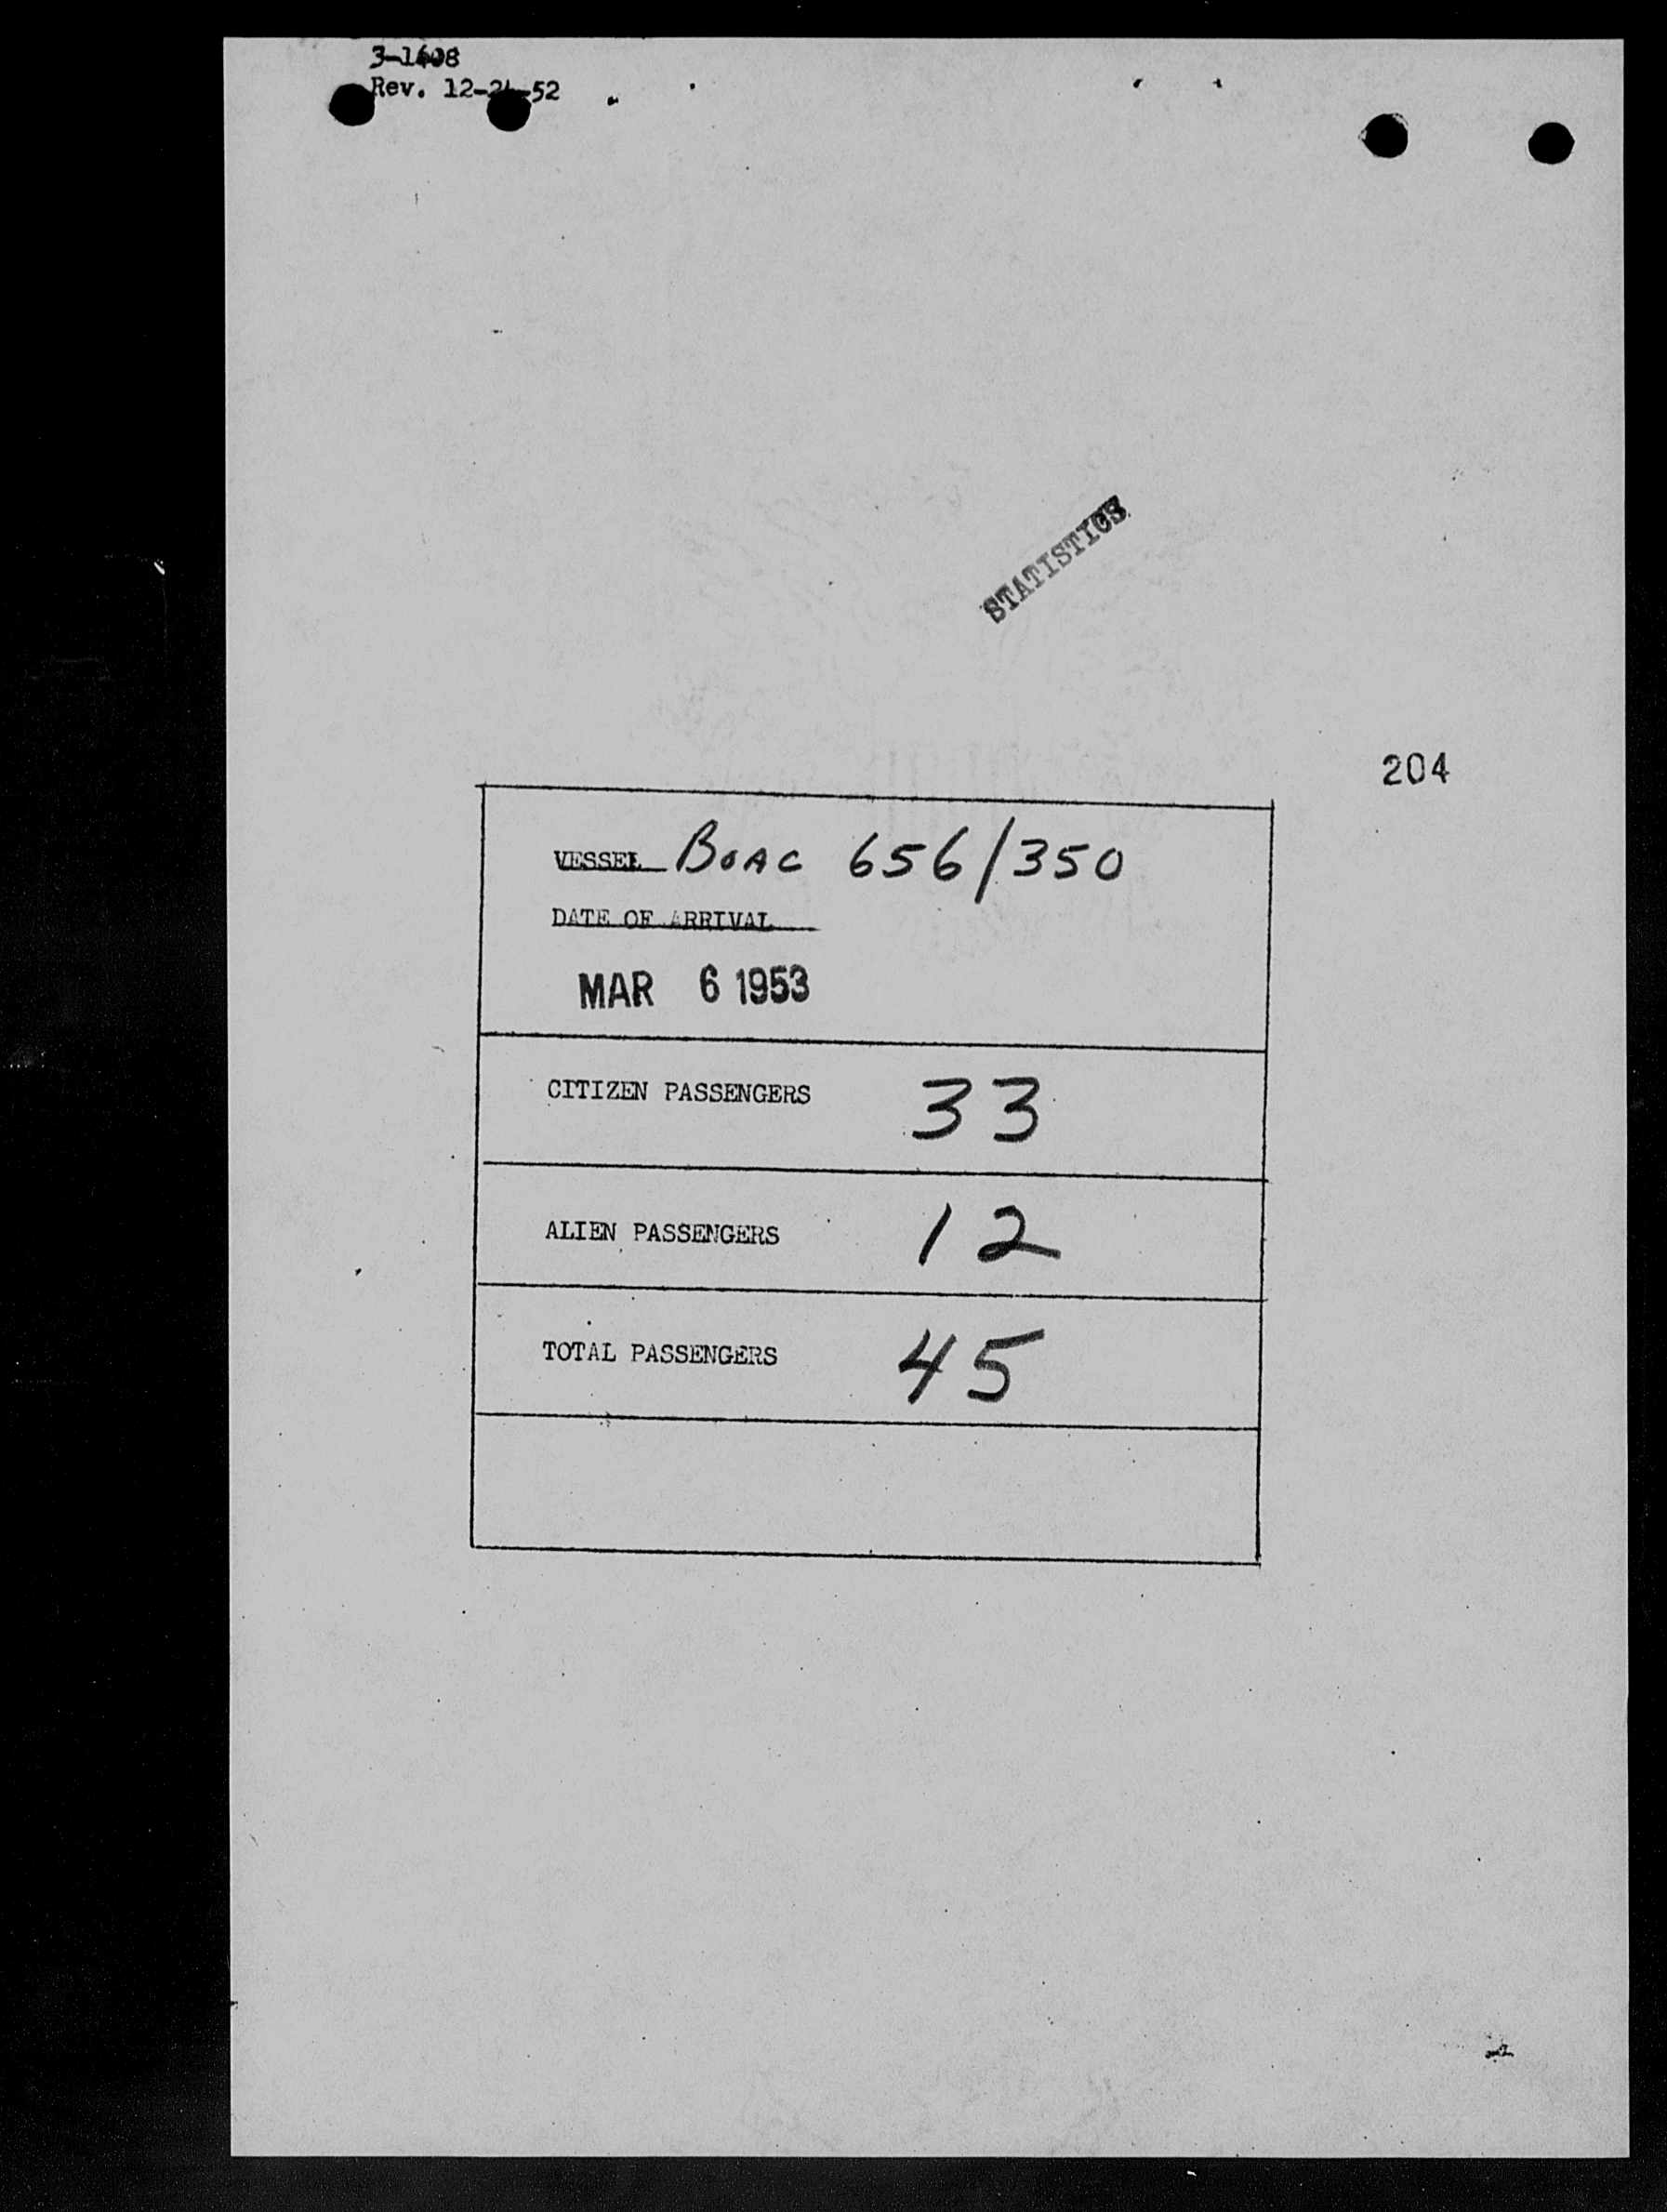 3-1608
Rev. 12-24-52
STATISTICS
204
VESSEL BOAC 656/350
DATE OF ARRIVAL
MAR 6 1953
CITIZEN PASSENGERS 33
ALIEN PASSENGERS 12
TOTAL PASSENGERS 45